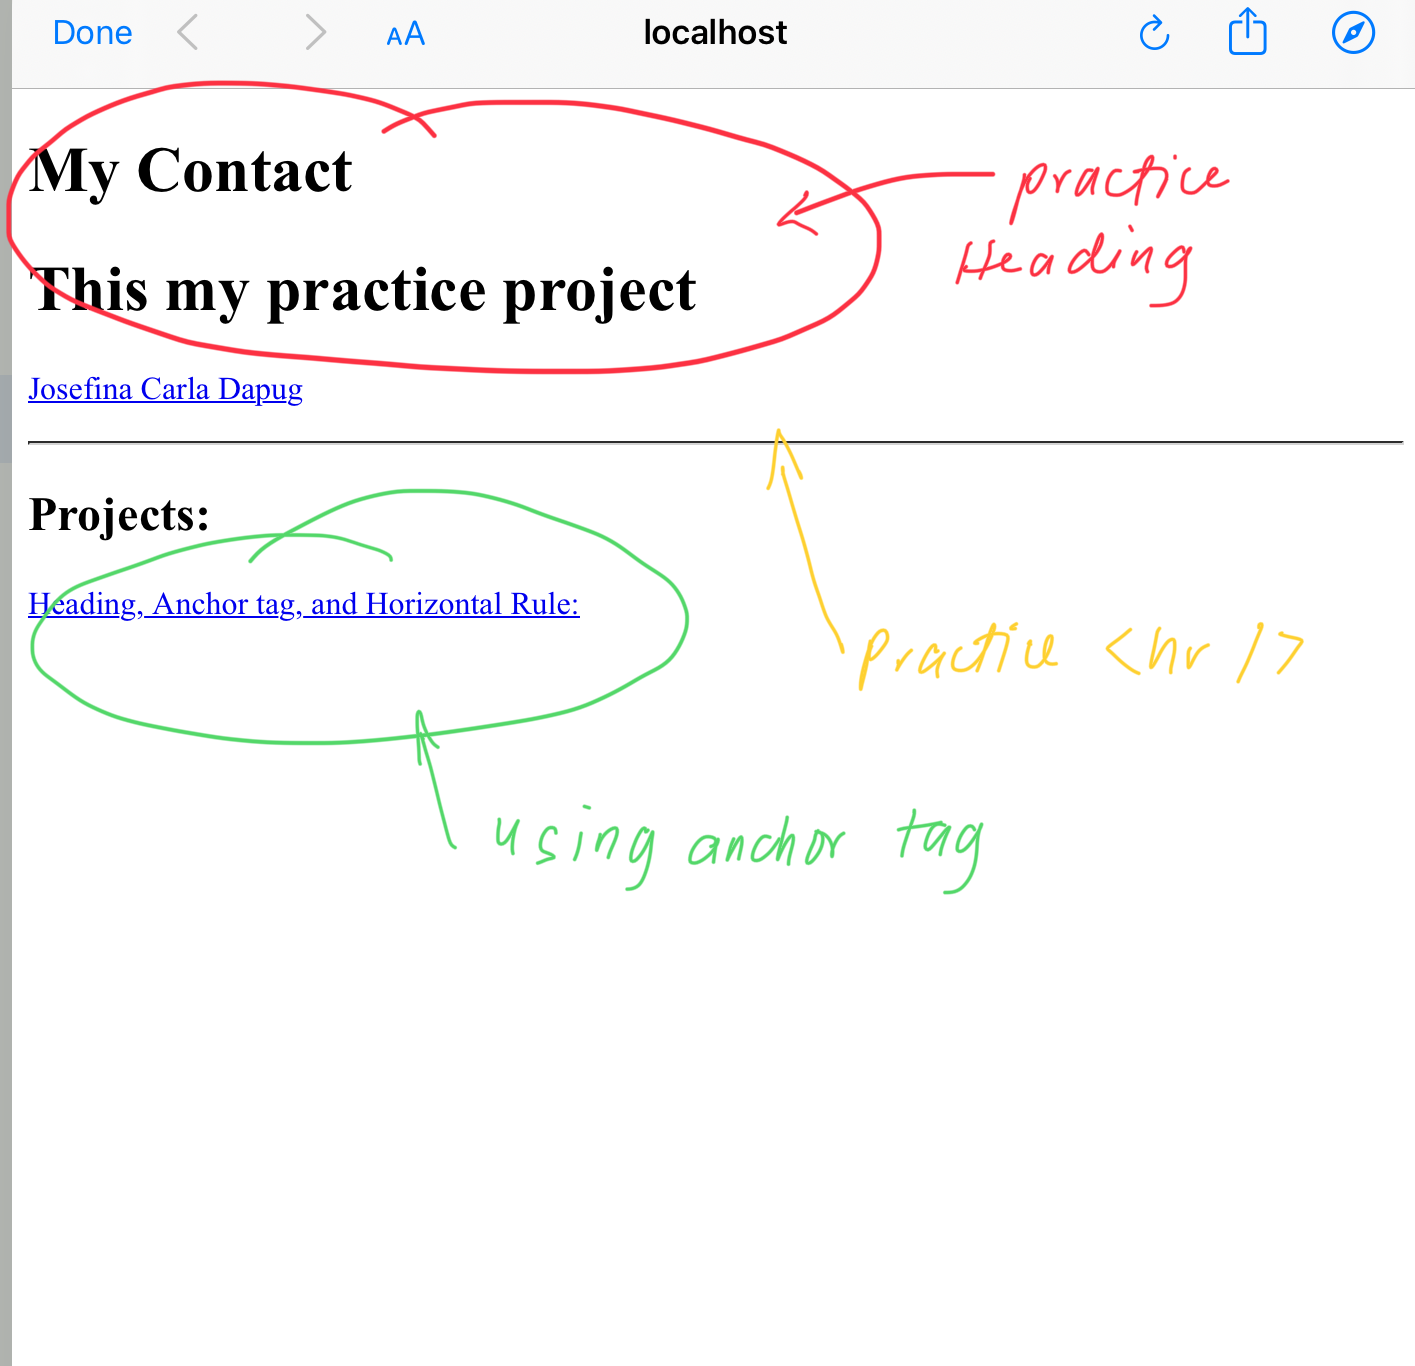 Done AA localhost
My Contact
practice
Heading
This my practice project
Josefina Carla Dapug
Projects:
Heading, Anchor tag, and Horizontal Rule:
practice <hr />
using anchor tag